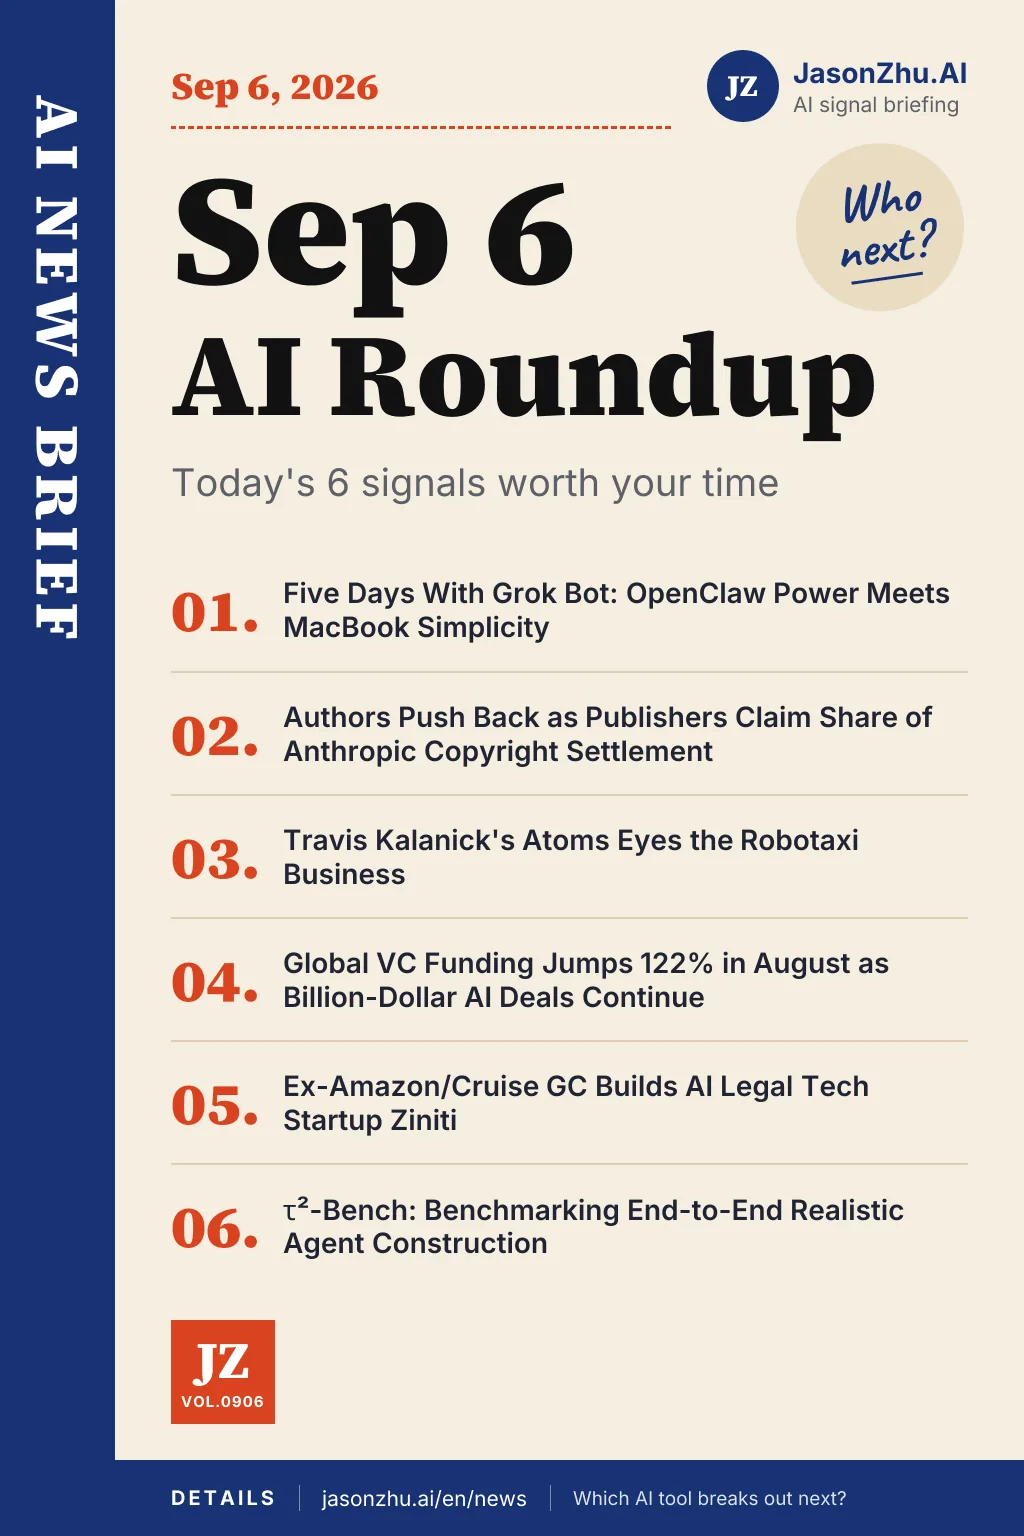 AI NEWS BRIEF
Sep 6, 2026
JZ
JasonZhu.AI
AI signal briefing
Who
next?
Sep 6
AI Roundup
Today's 6 signals worth your time
01.
Five Days With Grok Bot: OpenClaw Power Meets
MacBook Simplicity
02.
Authors Push Back as Publishers Claim Share of
Anthropic Copyright Settlement
03.
Travis Kalanick's Atoms Eyes the Robotaxi
Business
04.
Global VC Funding Jumps 122% in August as
Billion-Dollar AI Deals Continue
05.
Ex-Amazon/Cruise GC Builds AI Legal Tech
Startup Ziniti
06.
τ²-Bench: Benchmarking End-to-End Realistic
Agent Construction
JZ
VOL.0906
DETAILS
jasonzhu.ai/en/news
Which AI tool breaks out next?